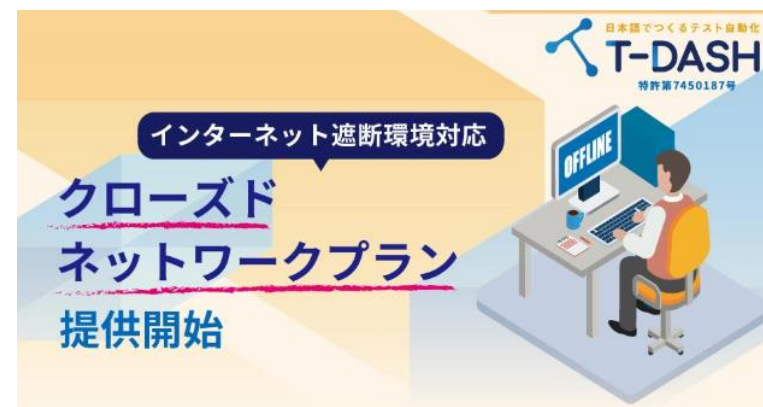 日本語でつくるテスト自動化
T-DASH
特許第7450187号
インターネット遮断環境対応
クローズド
ネットワークプラン
提供開始
OFFLINE